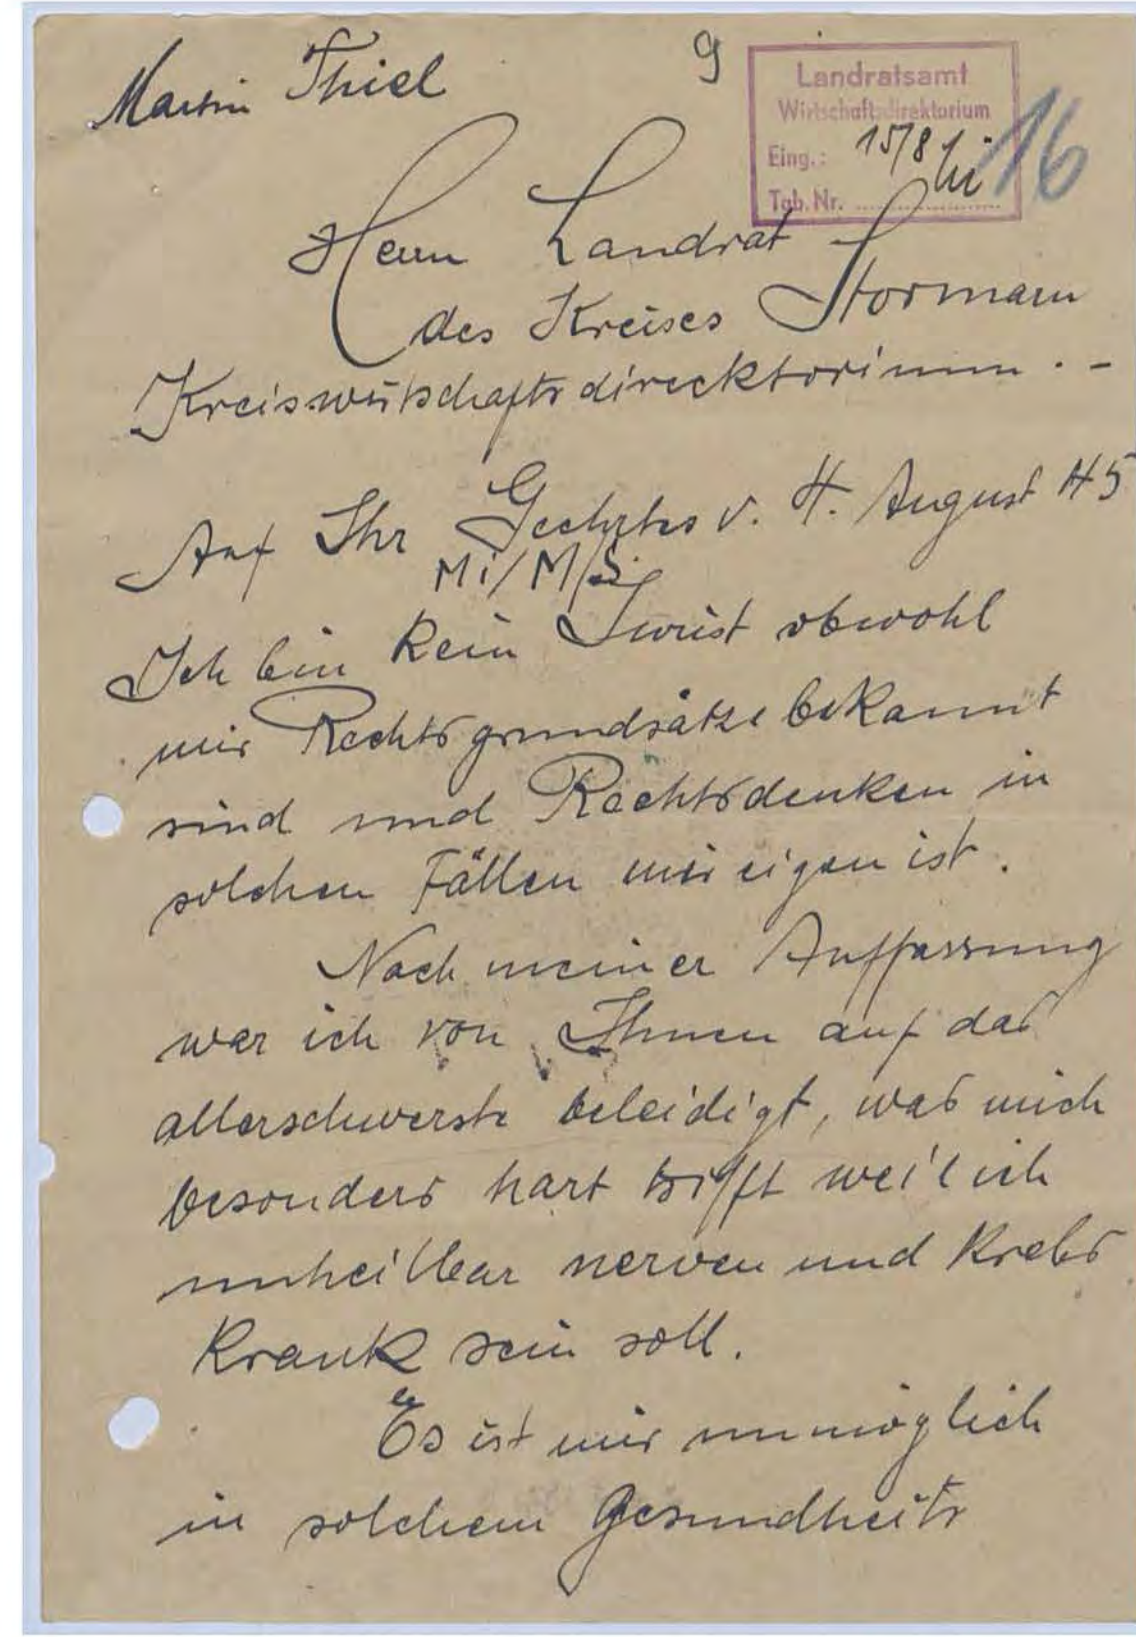 Martin Thiel
9
Landratsamt
Wirtschaftsdirektorium
Eing.: 15/8
Tgb. Nr.
16
Herrn Landrat
des Kreises Stormarn
Kreiswirtschaftsdirecktorium . -
Auf Ihr Geehrtes v. 4. August 45
Mi/M/S.
Ich bin kein Jurist obwohl
mir Rechtsgrundsätze bekannt
sind und Rechtsdenken in
solchen Fällen mir eigen ist.
Nach meiner Auffassung
war ich von Ihnen auf das
allerschwerste beleidigt, was mich
besonders hart trifft weil ich
unheilbar nerven und Krebs
krank sein soll.
Es ist mir unmöglich
in solchem Gesundheits